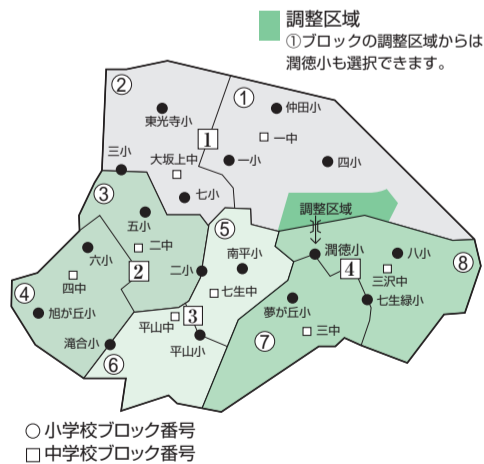 調整区域
①ブロックの調整区域からは
潤徳小も選択できます。
②
東光寺小
①
仲田小
1
一中
三小
大坂上中
一小
四小
七小
③
調整区域
五小
⑤
二中
南平小
潤徳小
八小
⑧
六小
2
二小
4
三沢中
四中
七生中
④
夢が丘小
七生緑小
旭が丘小
平山中
3
三中
滝合小
平山小
⑦
⑥
○小学校ブロック番号
□中学校ブロック番号